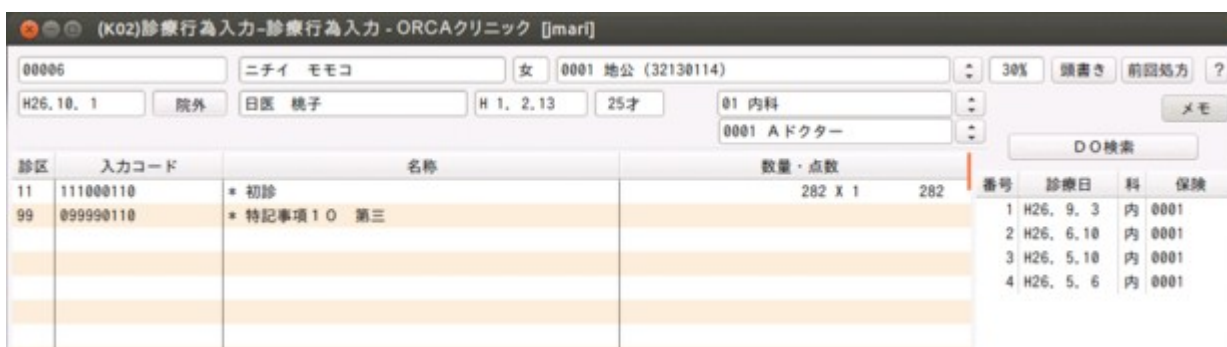 (K02)診療行為入力-診療行為入力 - ORCAクリニック [jmari]
00006 ニチイ モモコ 女 0001 地公 (32130114) 30% 頭書き 前回処方 ?
H26.10. 1 院外 日医 桃子 H 1. 2.13 25才 01 内科 メモ
0001 Aドクター
DO検索
診区 入力コード 名称 数量・点数
11 111000110 * 初診 282 X 1 282
99 099990110 * 特記事項10 第三
番号 診療日 科 保険
1 H26. 9. 3 内 0001
2 H26. 6.10 内 0001
3 H26. 5.10 内 0001
4 H26. 5. 6 内 0001